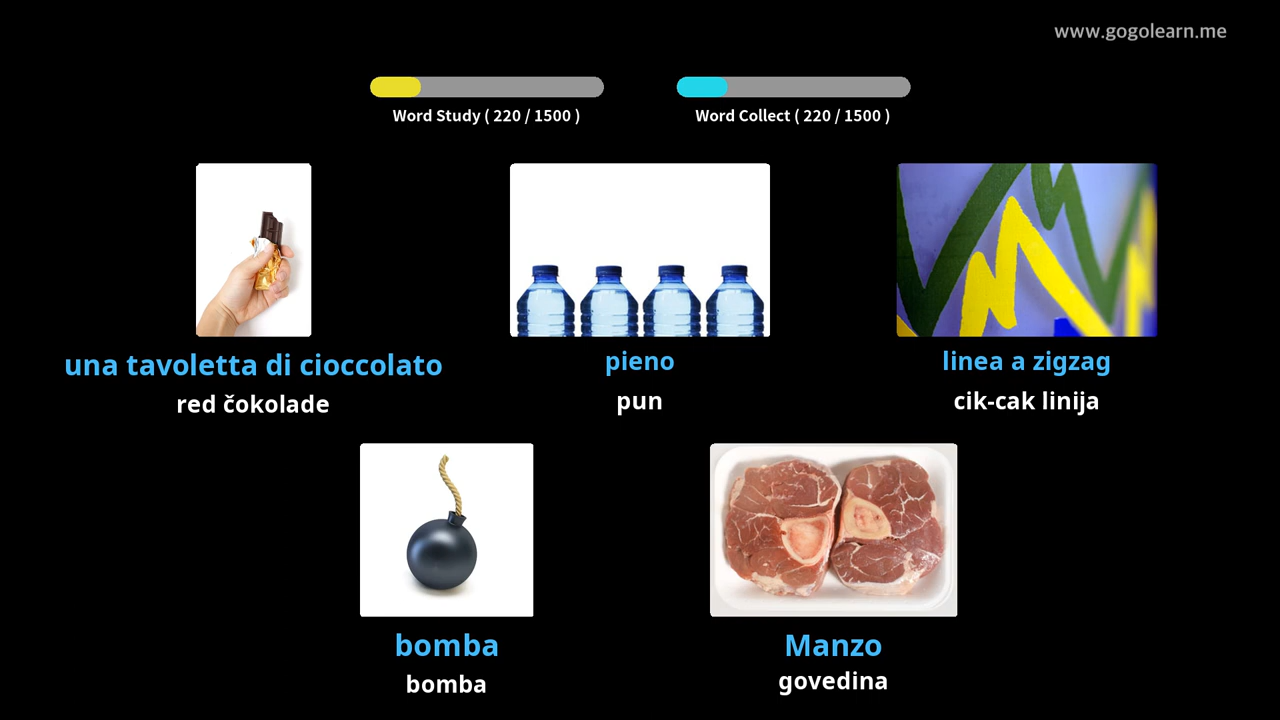 www.gogolearn.me
Word Study ( 220 / 1500 )
Word Collect ( 220 / 1500 )
una tavoletta di cioccolato
red čokolade
pieno
pun
linea a zigzag
cik-cak linija
bomba
bomba
Manzo
govedina